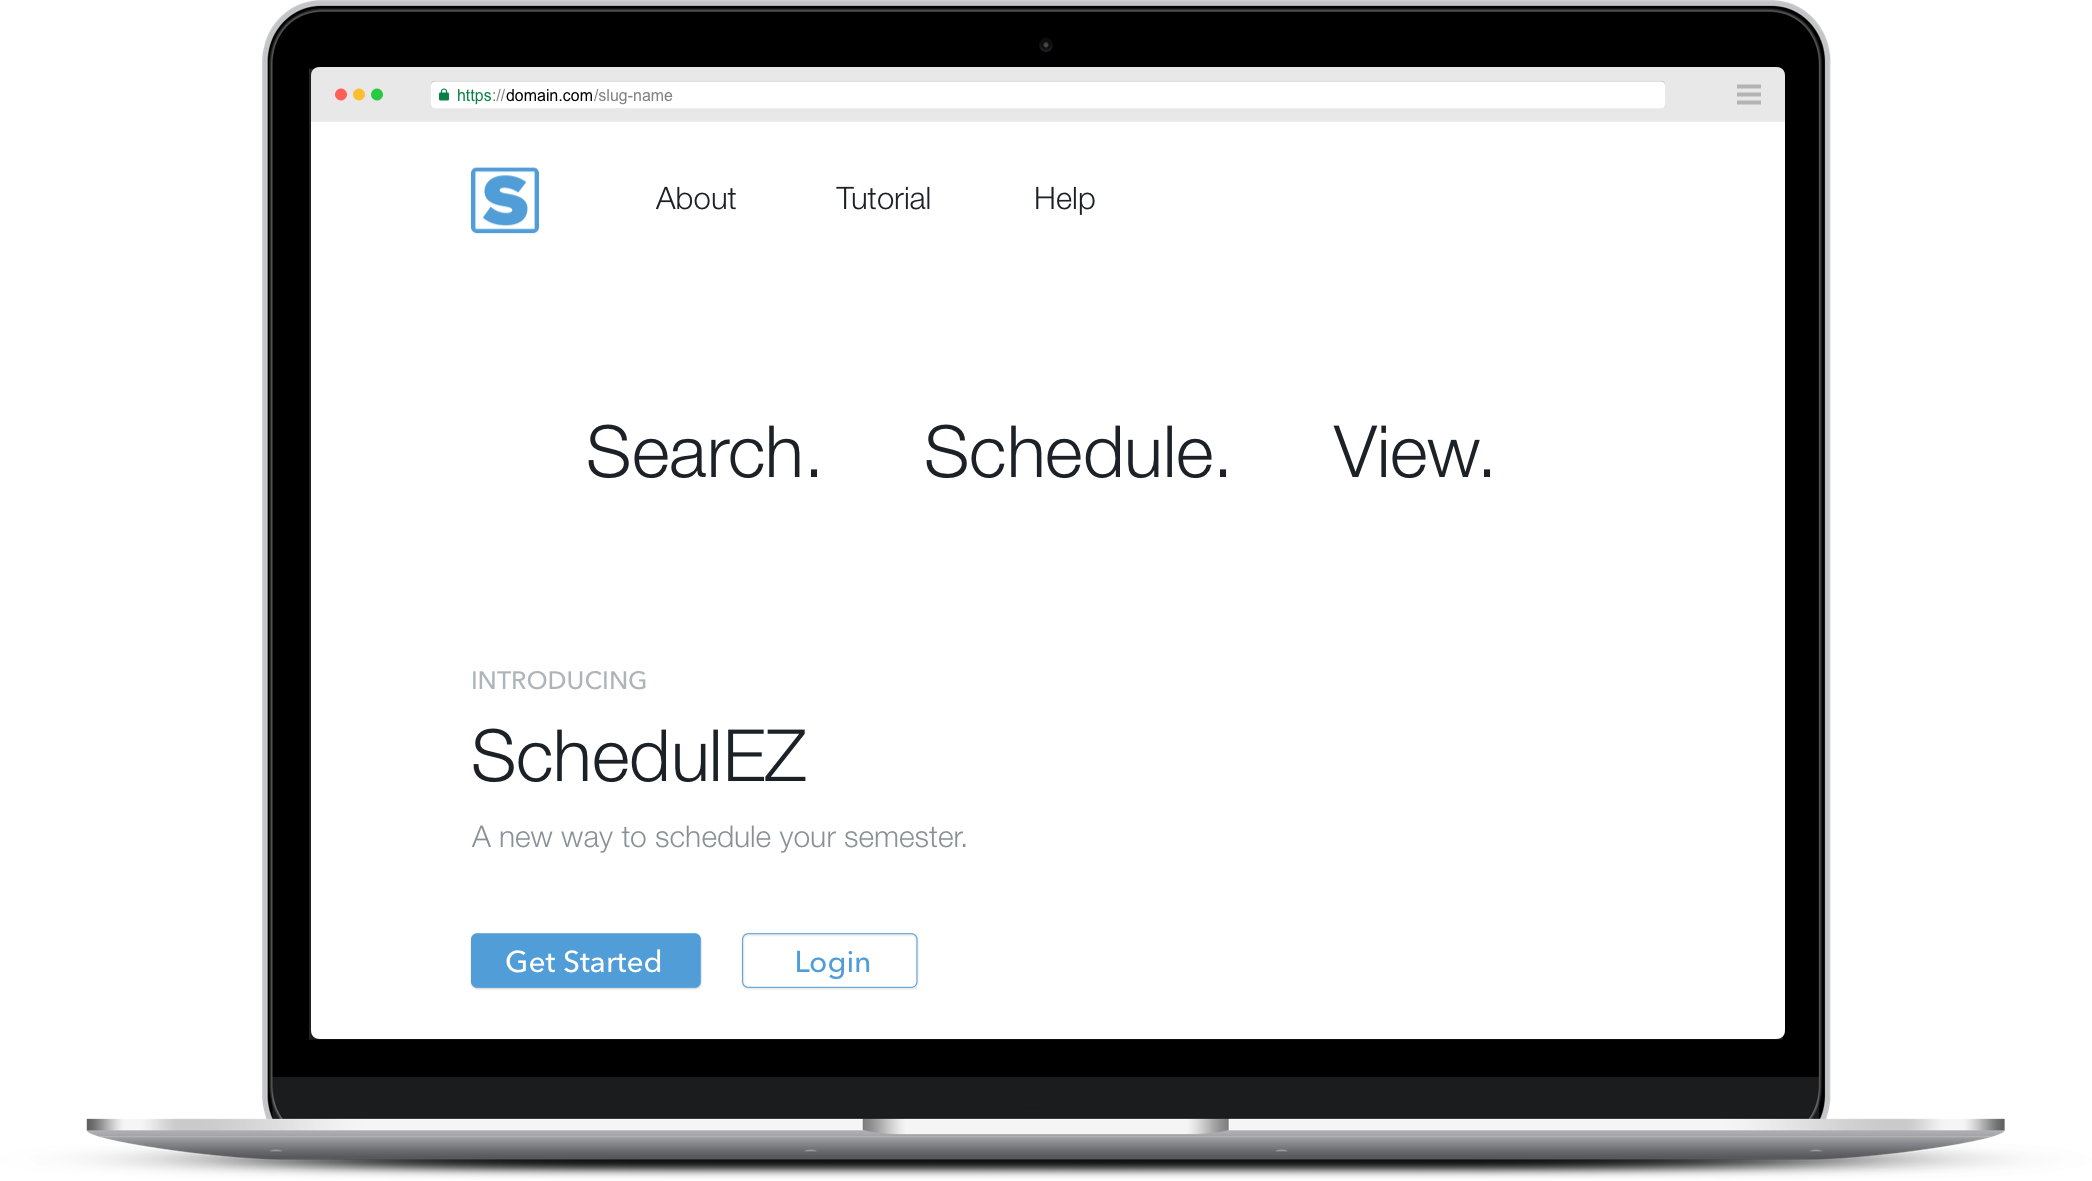 https://domain.com/slug-name
S About Tutorial Help
Search. Schedule. View.
INTRODUCING
SchedulEZ
A new way to schedule your semester.
Get Started Login